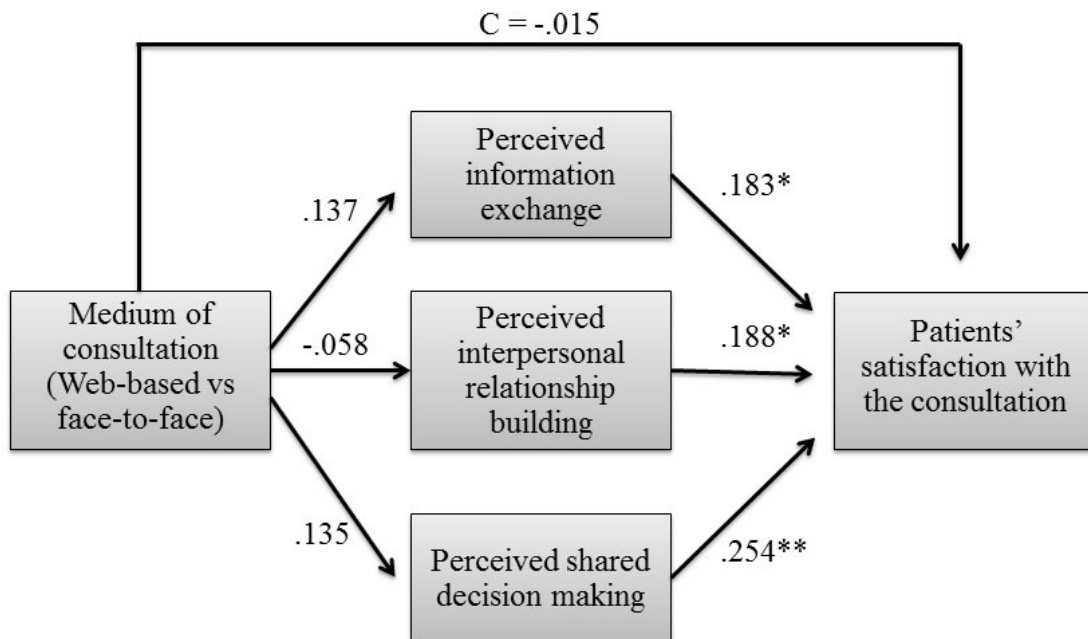 C = -.015
Perceived
information
exchange
.137
.183*
Medium of
consultation
(Web-based vs
face-to-face)
-.058
Perceived
interpersonal
relationship
building
.188*
Patients’
satisfaction with
the consultation
.135
Perceived shared
decision making
.254**